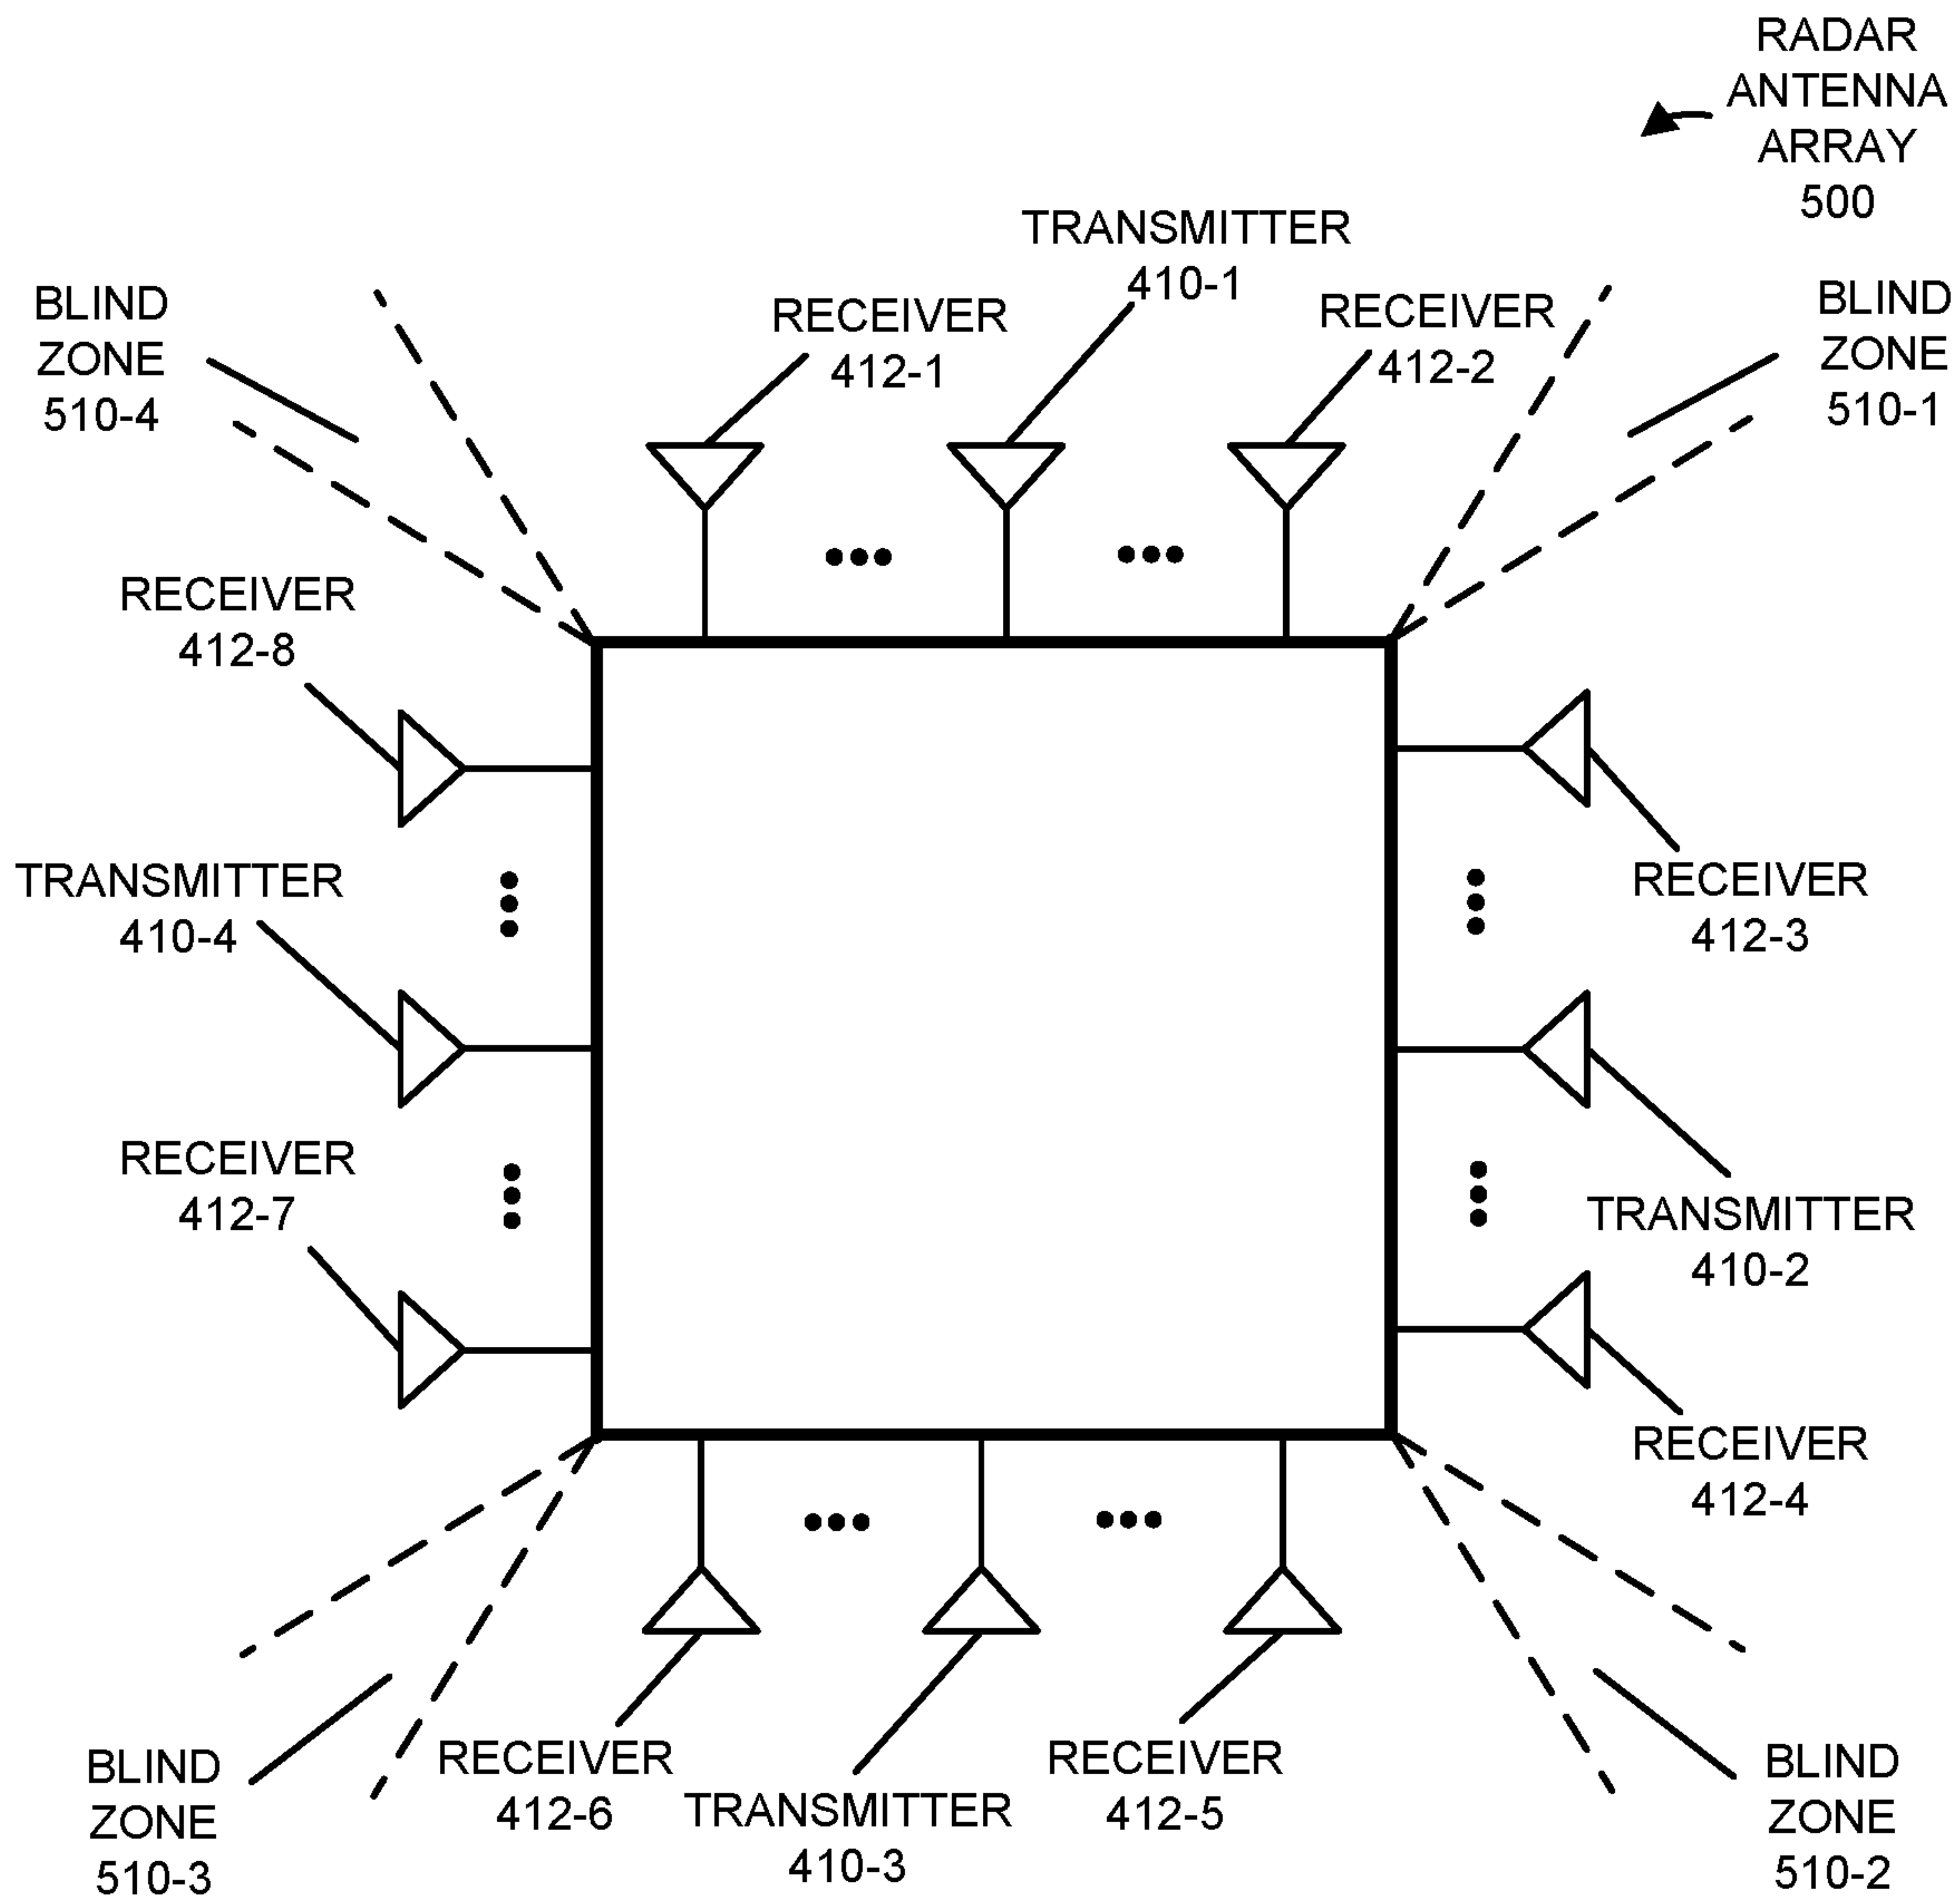 RADAR
ANTENNA
ARRAY
500
TRANSMITTER
410-1
RECEIVER
412-1
RECEIVER
412-2
BLIND
ZONE
510-4
BLIND
ZONE
510-1
RECEIVER
412-8
TRANSMITTER
410-4
RECEIVER
412-3
RECEIVER
412-7
TRANSMITTER
410-2
RECEIVER
412-4
BLIND
ZONE
510-3
RECEIVER
412-6
TRANSMITTER
410-3
RECEIVER
412-5
BLIND
ZONE
510-2